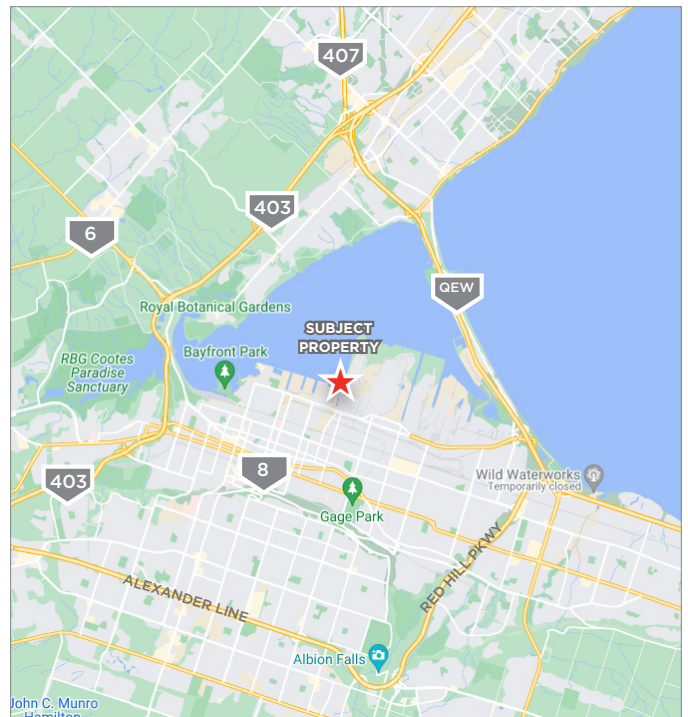 407
403
6
QEW
Royal Botanical Gardens
SUBJECT
PROPERTY
Bayfront Park
RBG Cootes
Paradise
Sanctuary
8
403
Wild Waterworks
Temporarily closed
Gage Park
ALEXANDER LINE
RED HILL PKWY
Albion Falls
John C. Munro
Hamilton